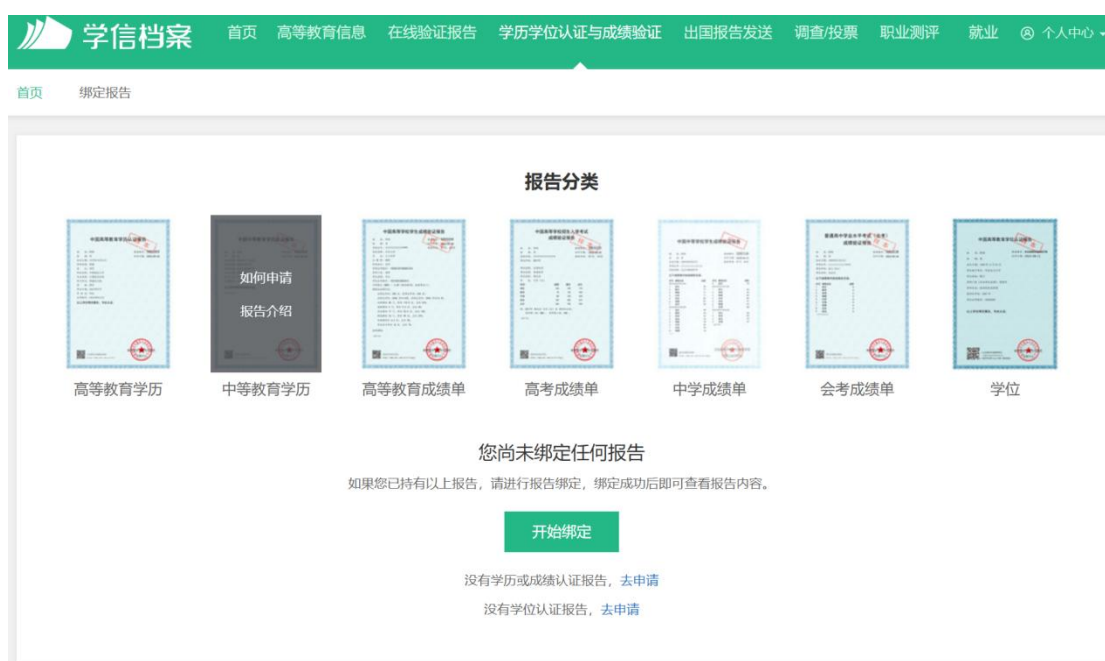 学信档案 首页 高等教育信息 在线验证报告 学历学位认证与成绩验证 出国报告发送 调查/投票 职业测评 就业 个人中心
首页 绑定报告
报告分类
如何申请
报告介绍
高等教育学历 中等教育学历 高等教育成绩单 高考成绩单 中学成绩单 会考成绩单 学位
您尚未绑定任何报告
如果您已持有以上报告，请进行报告绑定，绑定成功后即可查看报告内容。
开始绑定
没有学历或成绩认证报告，去申请
没有学位认证报告，去申请